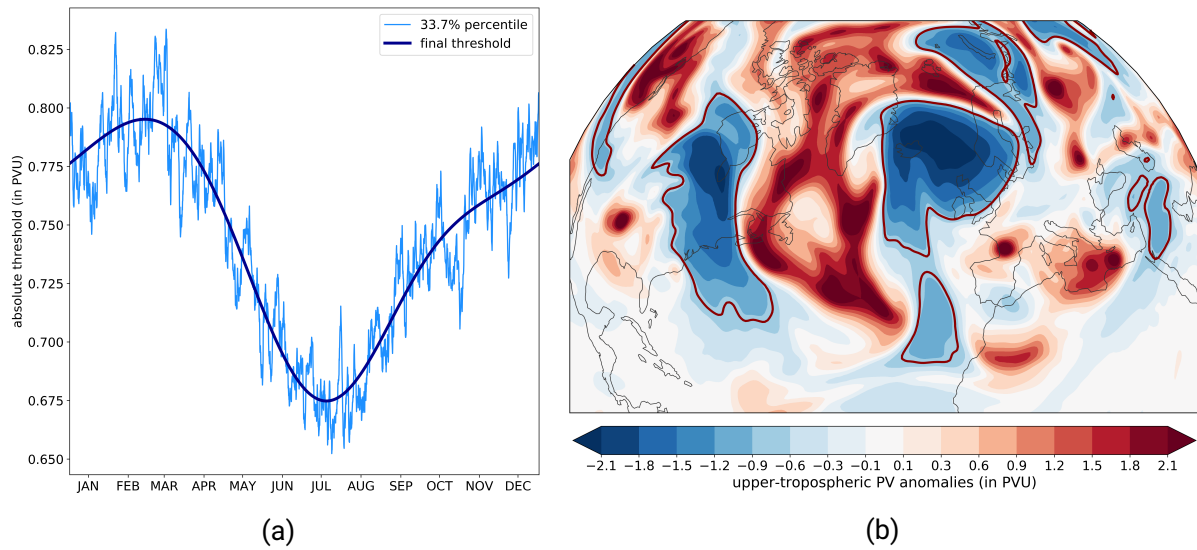 33.7% percentile
final threshold
absolute threshold (in PVU)
0.825
0.800
0.775
0.750
0.725
0.700
0.675
0.650
JAN FEB MAR APR MAY JUN JUL AUG SEP OCT NOV DEC
(a)
−2.1 −1.8 −1.5 −1.2 −0.9 −0.6 −0.3 −0.1 0.1 0.3 0.6 0.9 1.2 1.5 1.8 2.1
upper-tropospheric PV anomalies (in PVU)
(b)